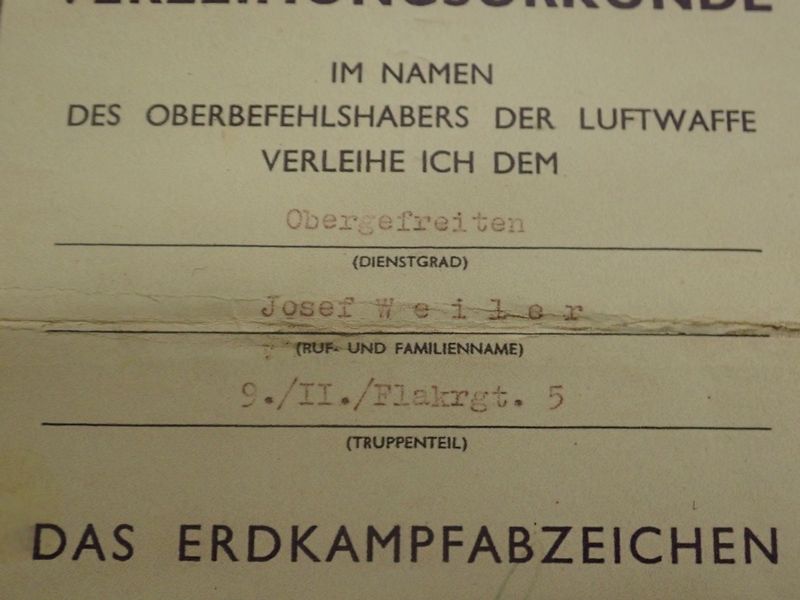 VERLEIHUNGSURKUNDE
IM NAMEN
DES OBERBEFEHLSHABERS DER LUFTWAFFE
VERLEIHE ICH DEM
Obergefreiten
(DIENSTGRAD)
Josef Weiler
(RUF- UND FAMILIENNAME)
9./II./Flakrgt. 5
(TRUPPENTEIL)
DAS ERDKAMPFABZEICHEN